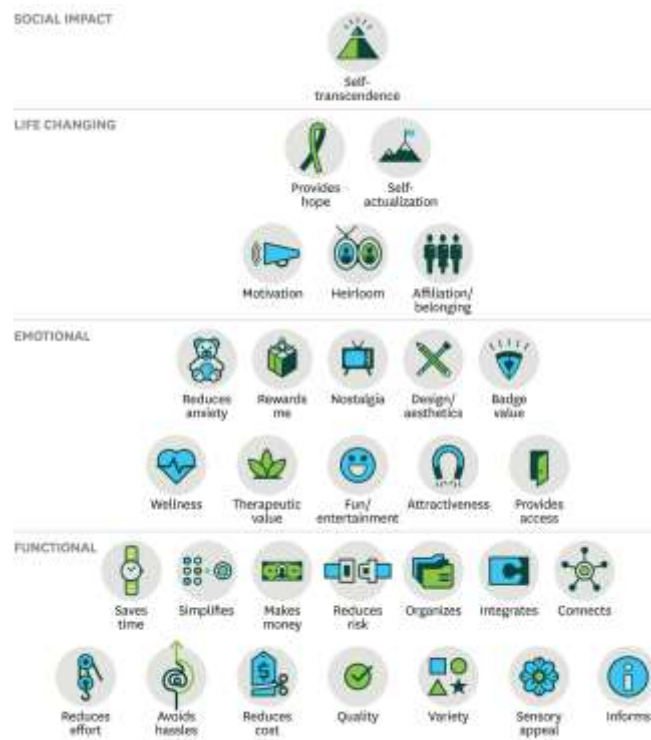 SOCIAL IMPACT
Self-
transcendence
LIFE CHANGING
Provides
hope
Self-
actualization
Motivation
Heirloom
Affiliation/
belonging
EMOTIONAL
Reduces
anxiety
Rewards
me
Nostalgia
Design/
aesthetics
Badge
value
Wellness
Therapeutic
value
Fun/
entertainment
Attractiveness
Provides
access
FUNCTIONAL
Saves
time
Simplifies
Makes
money
Reduces
risk
Organizes
Integrates
Connects
Reduces
effort
Avoids
hassles
Reduces
cost
Quality
Variety
Sensory
appeal
Informs